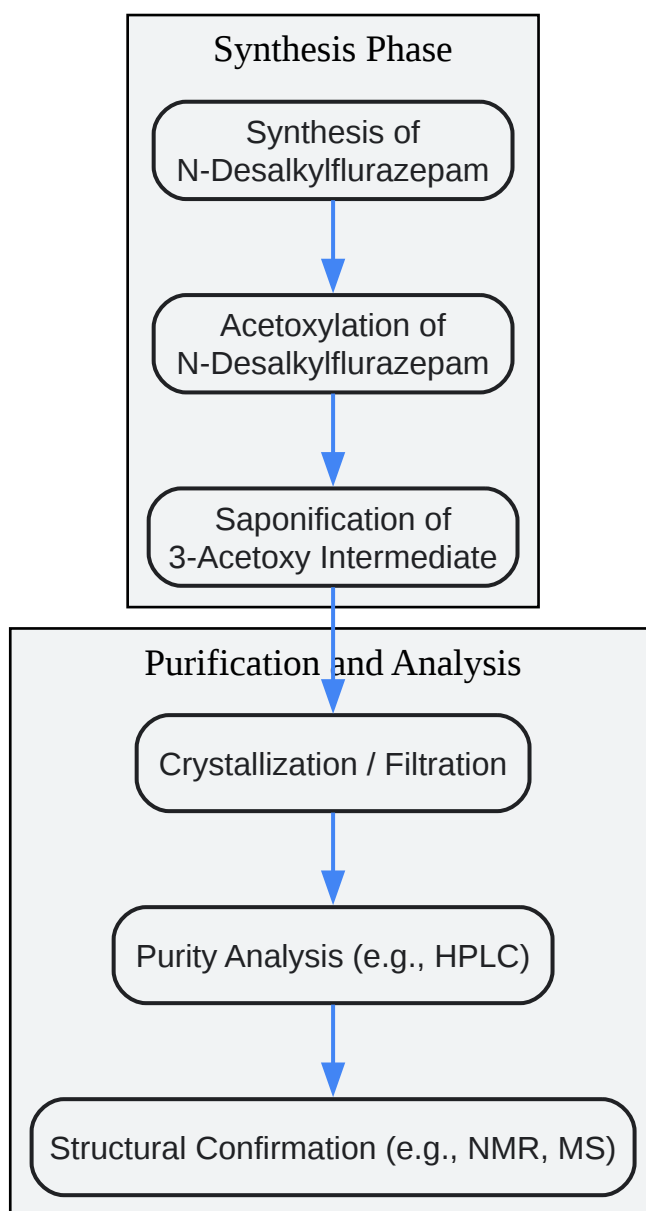 Synthesis Phase
Synthesis of
N-Desalkylflurazepam
Acetoxylation of
N-Desalkylflurazepam
Saponification of
3-Acetoxy Intermediate
Purification and Analysis
Crystallization / Filtration
Purity Analysis (e.g., HPLC)
Structural Confirmation (e.g., NMR, MS)